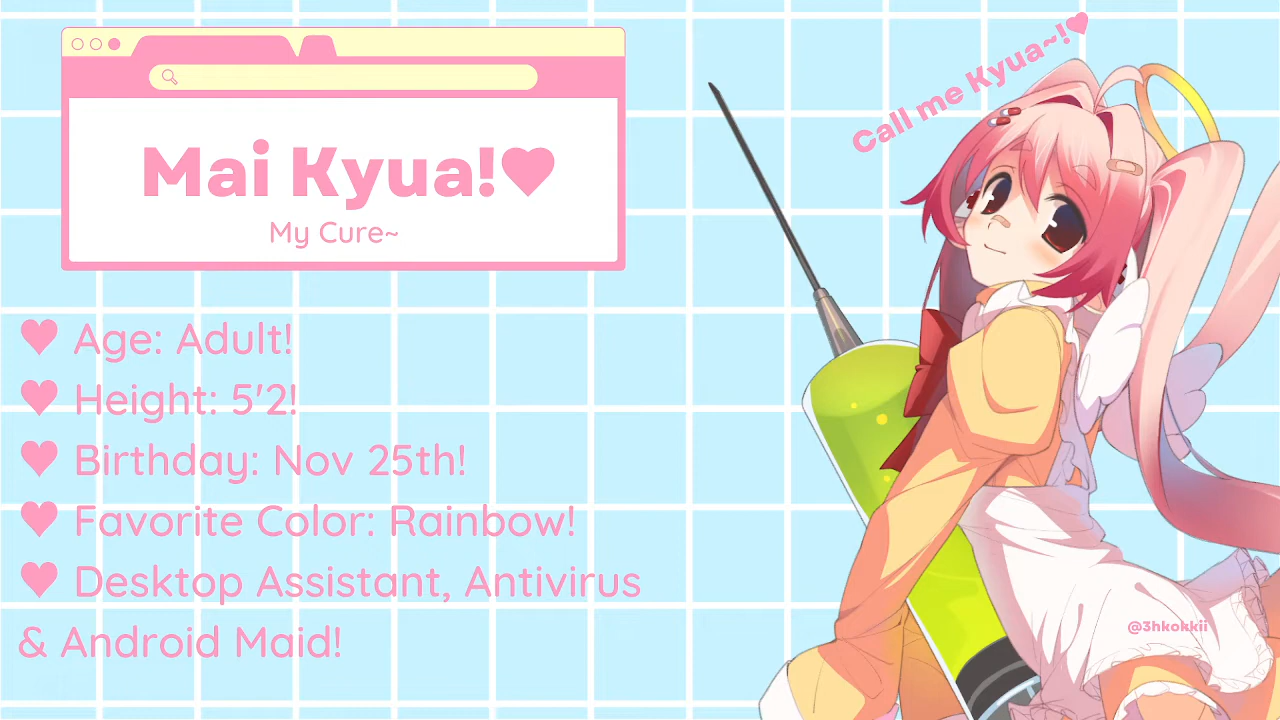 Call me Kyua~!♥
Mai Kyua!♥
My Cure~
♥ Age: Adult!
♥ Height: 5'2!
♥ Birthday: Nov 25th!
♥ Favorite Color: Rainbow!
♥ Desktop Assistant, Antivirus
& Android Maid!
@3hkokkii